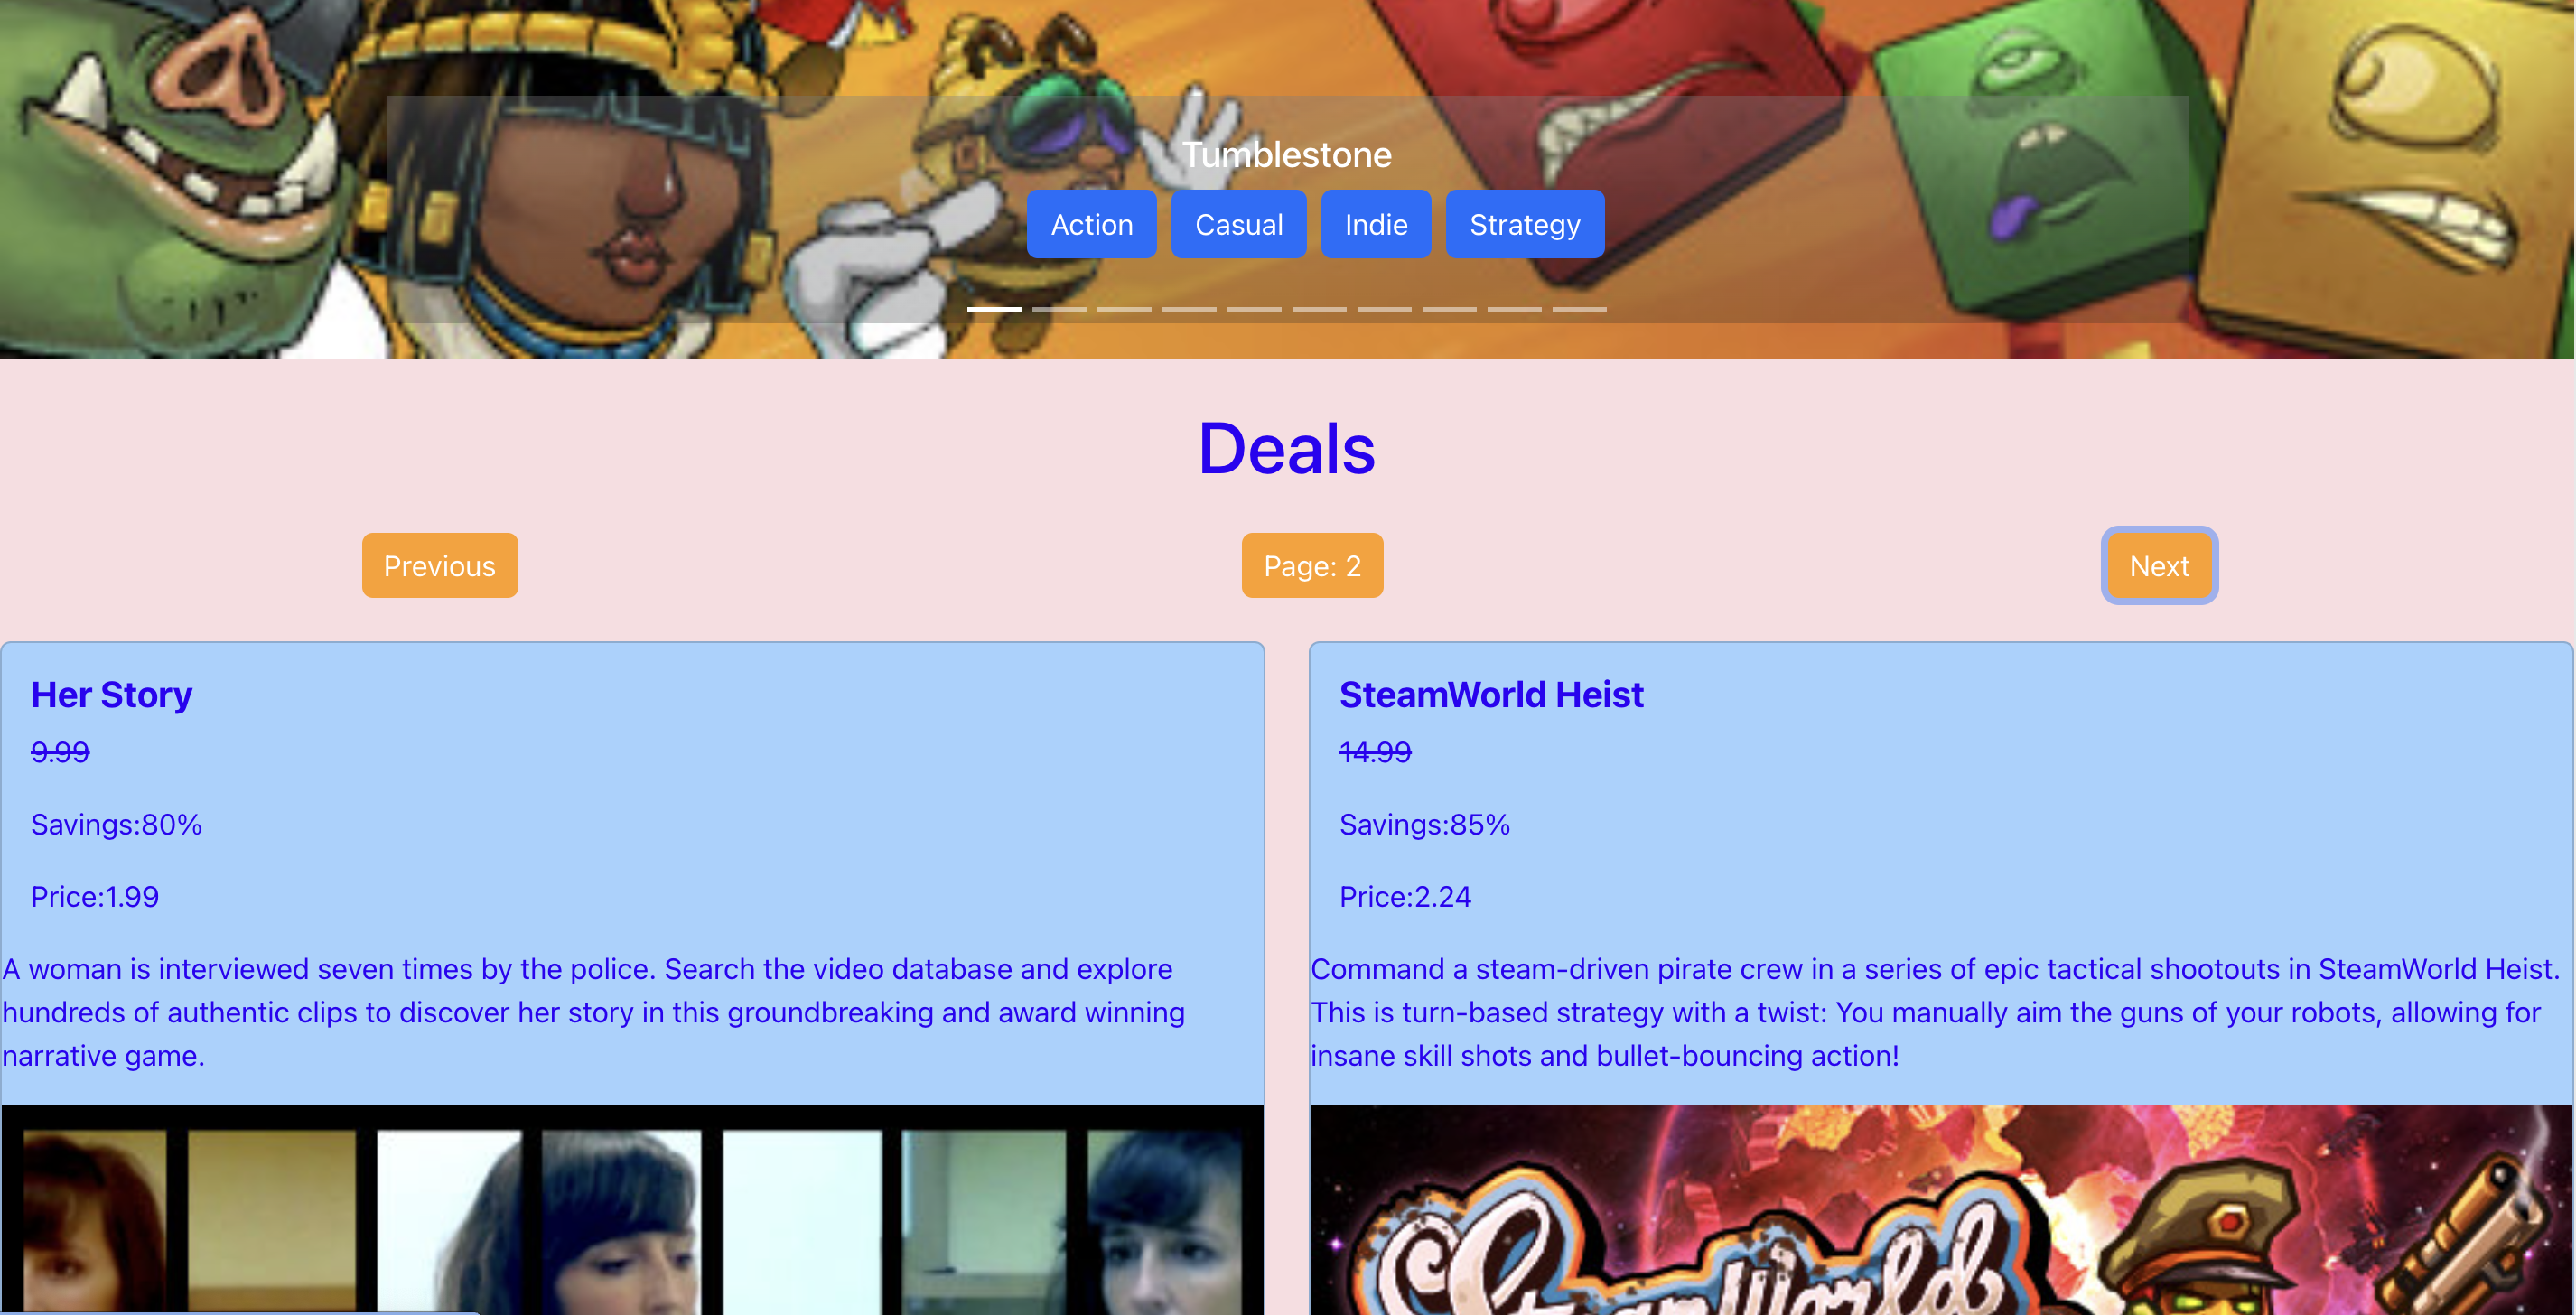 Tumblestone
Action Casual Indie Strategy
Deals
Previous Page: 2 Next
Her Story
9.99
Savings:80%
Price:1.99
A woman is interviewed seven times by the police. Search the video database and explore
hundreds of authentic clips to discover her story in this groundbreaking and award winning
narrative game.
SteamWorld Heist
14.99
Savings:85%
Price:2.24
Command a steam-driven pirate crew in a series of epic tactical shootouts in SteamWorld Heist.
This is turn-based strategy with a twist: You manually aim the guns of your robots, allowing for
insane skill shots and bullet-bouncing action!
SteamWorld